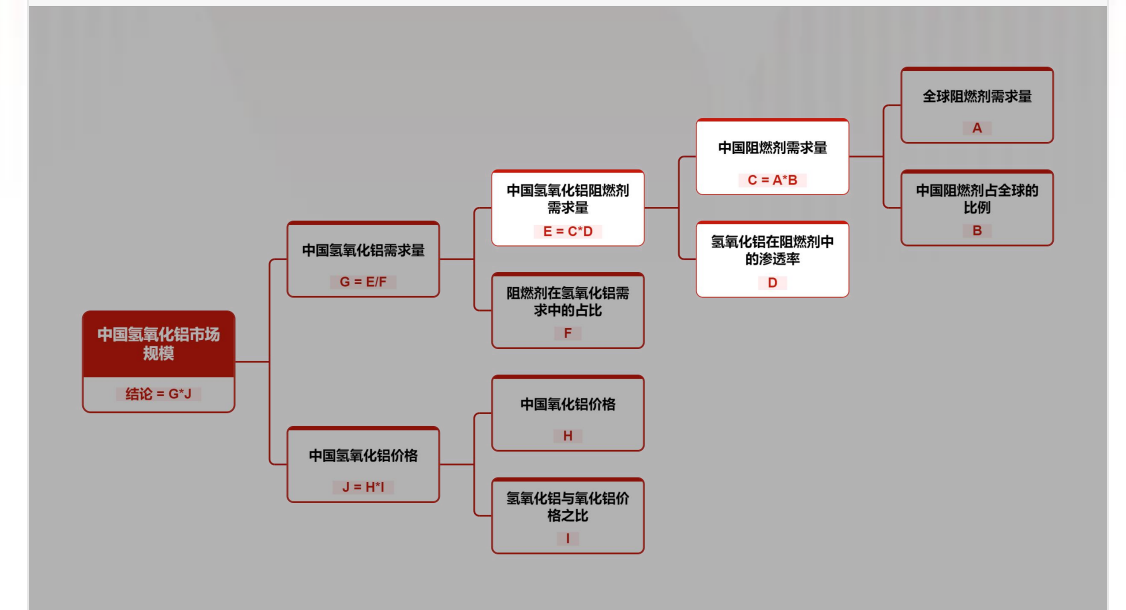 全球阻燃剂需求量
A
中国阻燃剂需求量
C = A*B
中国氢氧化铝阻燃剂
需求量
E = C*D
中国阻燃剂占全球的
比例
B
中国氢氧化铝需求量
G = E/F
氢氧化铝在阻燃剂中
的渗透率
D
阻燃剂在氢氧化铝需
求中的占比
F
中国氢氧化铝市场
规模
结论 = G*J
中国氧化铝价格
H
中国氢氧化铝价格
J = H*I
氢氧化铝与氧化铝价
格之比
I